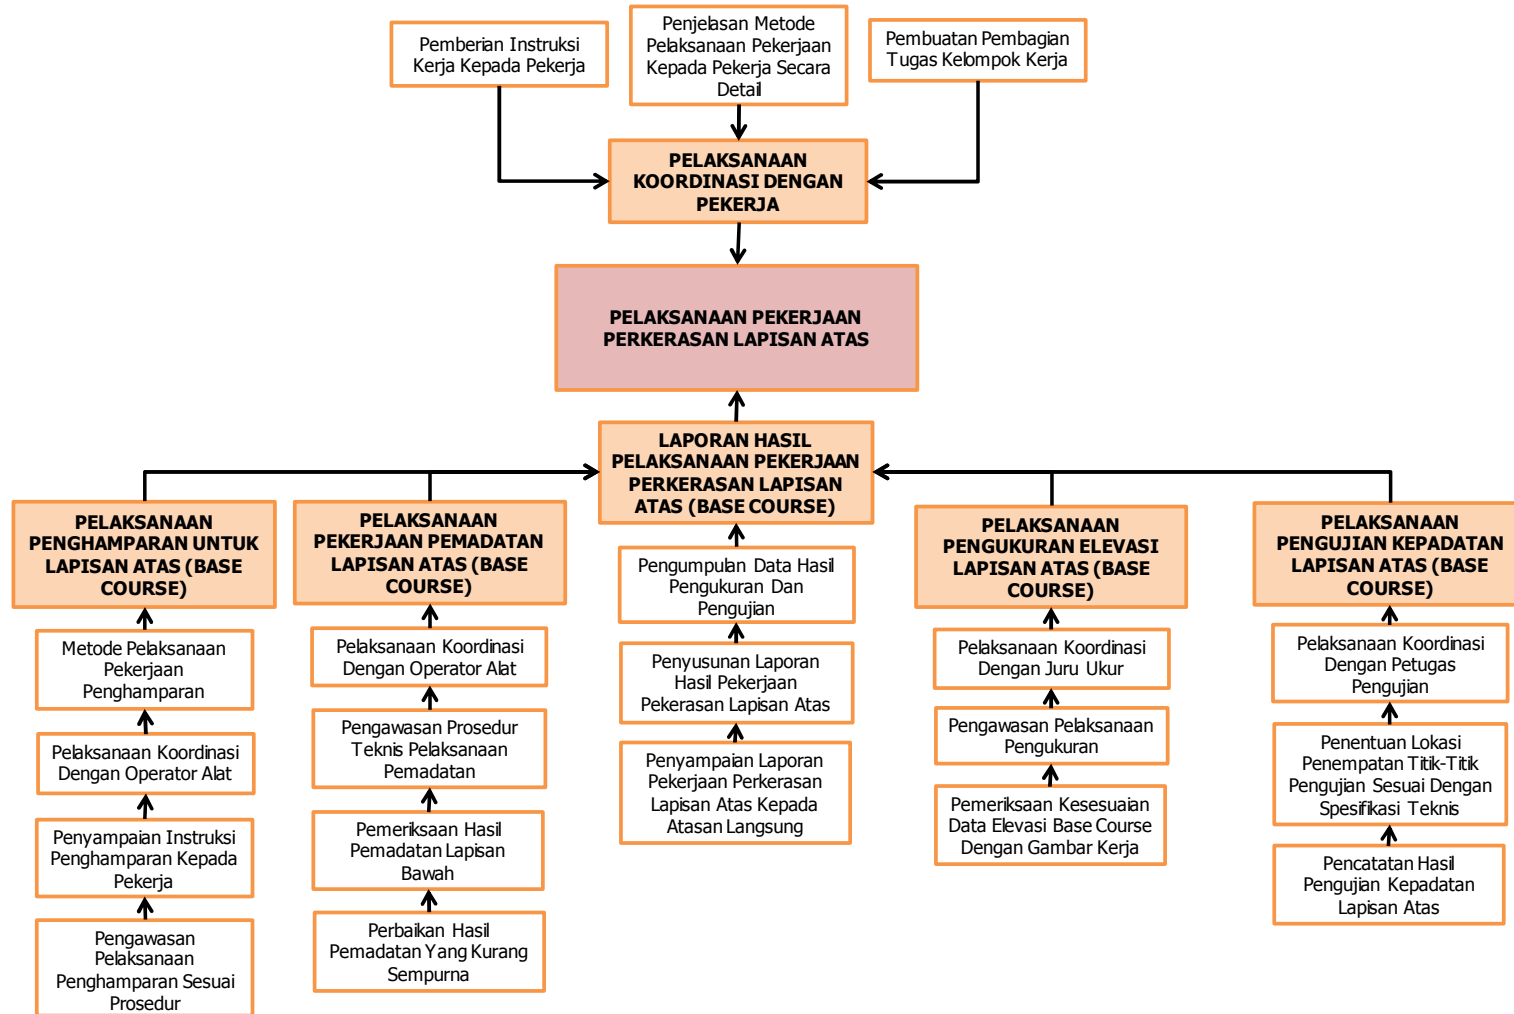 Pemberian Instruksi
Kerja Kepada Pekerja
Penjelasan Metode
Pelaksanaan Pekerjaan
Kepada Pekerja Secara
Detail
Pembuatan Pembagian
Tugas Kelompok Kerja
PELAKSANAAN
KOORDINASI DENGAN
PEKERJA
PELAKSANAAN PEKERJAAN
PERKERASAN LAPISAN ATAS
LAPORAN HASIL
PELAKSANAAN PEKERJAAN
PERKERASAN LAPISAN
ATAS (BASE COURSE)
PELAKSANAAN
PENGHAMPARAN UNTUK
LAPISAN ATAS (BASE
COURSE)
Metode Pelaksanaan
Pekerjaan
Penghamparan
Pelaksanaan Koordinasi
Dengan Operator Alat
Penyampaian Instruksi
Penghamparan Kepada
Pekerja
Pengawasan
Pelaksanaan
Penghamparan Sesuai
Prosedur
PELAKSANAAN
PEKERJAAN PEMADATAN
LAPISAN ATAS (BASE
COURSE)
Pelaksanaan Koordinasi
Dengan Operator Alat
Pengawasan Prosedur
Teknis Pelaksanaan
Pemadatan
Pemeriksaan Hasil
Pemadatan Lapisan
Bawah
Perbaikan Hasil
Pemadatan Yang Kurang
Sempurna
Pengumpulan Data Hasil
Pengukuran Dan
Pengujian
Penyusunan Laporan
Hasil Pekerjaan
Pekerasan Lapisan Atas
Penyampaian Laporan
Pekerjaan Perkerasan
Lapisan Atas Kepada
Atasan Langsung
PELAKSANAAN
PENGUKURAN ELEVASI
LAPISAN ATAS (BASE
COURSE)
Pelaksanaan Koordinasi
Dengan Juru Ukur
Pengawasan Pelaksanaan
Pengukuran
Pemeriksaan Kesesuaian
Data Elevasi Base Course
Dengan Gambar Kerja
PELAKSANAAN
PENGUJIAN KEPADATAN
LAPISAN ATAS (BASE
COURSE)
Pelaksanaan Koordinasi
Dengan Petugas
Pengujian
Penentuan Lokasi
Penempatan Titik-Titik
Pengujian Sesuai Dengan
Spesifikasi Teknis
Pencatatan Hasil
Pengujian Kepadatan
Lapisan Atas